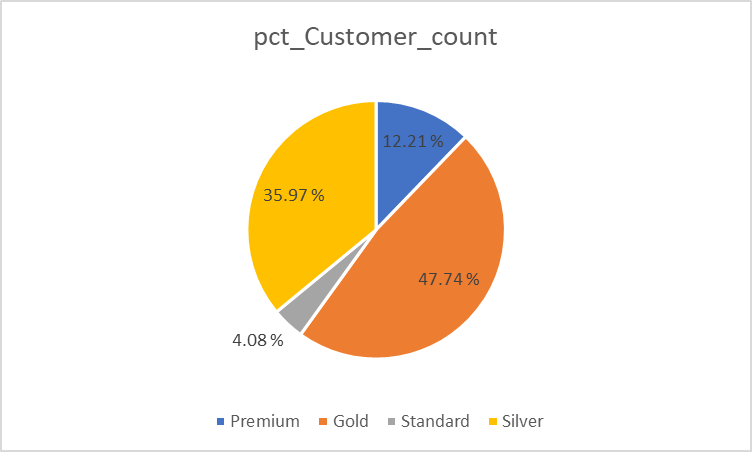 pct_Customer_count
12.21%
35.97%
47.74%
4.08%
Premium Gold Standard Silver